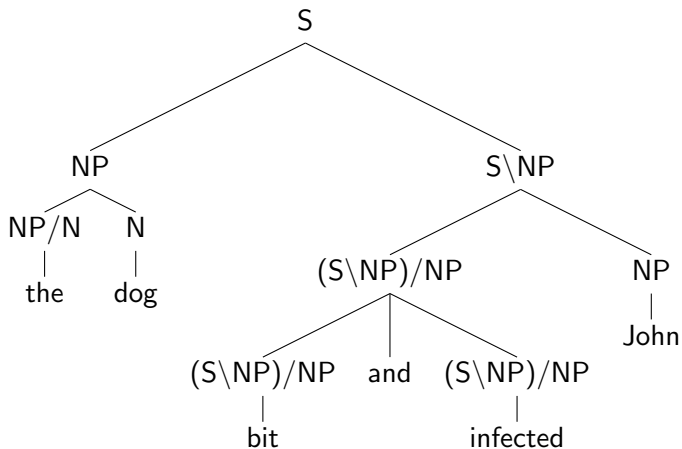 S
NP S\NP
NP/N N
(S\NP)/NP NP
the dog
John
(S\NP)/NP and (S\NP)/NP
bit infected